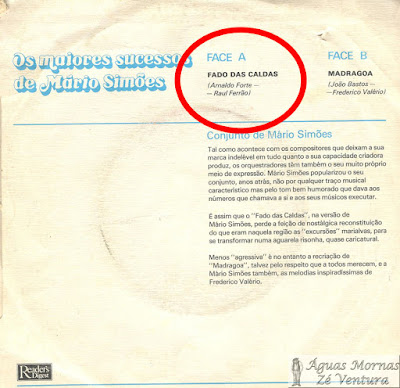 Os maiores sucessos
de Mário Simões
FACE A
FADO DAS CALDAS
(Arnaldo Forte —
— Raul Ferrão)
FACE B
MADRAGOA
(João Bastos —
— Frederico Valério)
Conjunto de Mário Simões
Tal como acontece com os compositores que deixam a sua
marca indelével em tudo quanto a sua capacidade criadora
produz, os orquestradores têm também o seu muito próprio
meio de expressão. Mário Simões popularizou o seu
conjunto, anos atrás, não por qualquer traço musical
característico mas pelo tom bem humorado que dava aos
números que chamava a si e aos seus músicos executar.
É assim que o "Fado das Caldas", na versão de
Mário Simões, perde a feição de nostálgica reconstituição
do que eram naquela região as "excursões" marialvas, para
se transformar numa aguarela risonha, quase caricatural.
Menos "agressive" é no entanto a recriação de
"Madragoa", talvez pelo respeito que a todos merecem, e a
Mário Simões também, as melodias inspiradíssimas de
Frederico Valério.
Reader's
Digest
Águas Mornas
Zé Ventura